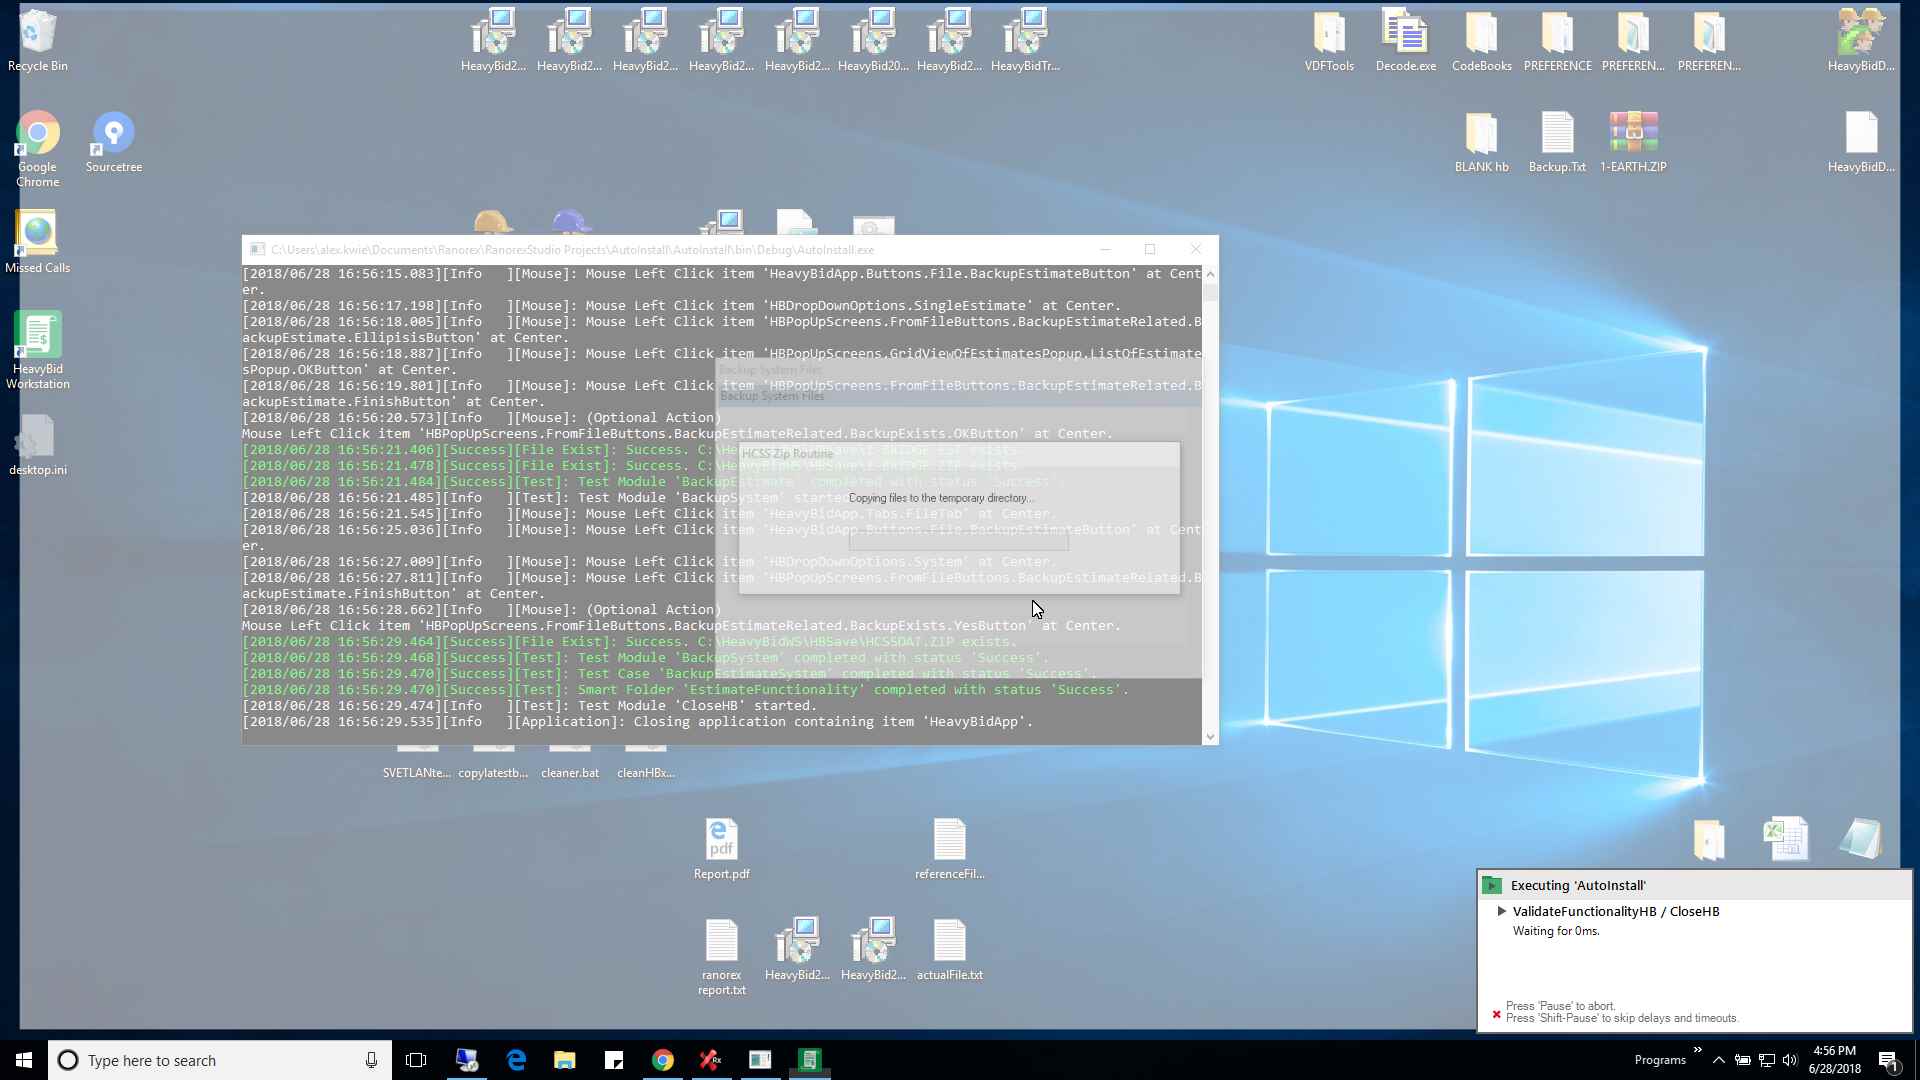 HeavyBid2...
HeavyBid2...
HeavyBid2...
HeavyBid2...
HeavyBid2...
HeavyBid20...
HeavyBid2...
HeavyBidTr...
VDFTools
Decode.exe
CodeBooks
PREFERENCE
PREFEREN...
PREFEREN...
HeavyBidD...
Recycle Bin
Google
Chrome
Sourcetree
BLANK hb
Backup.Txt
1-EARTH.ZIP
HeavyBidD...
Missed Calls
HeavyBid
Workstation
desktop.ini
C:\Users\alex.kwie\Documents\Ranorex\RanorexStudio Projects\AutoInstall\AutoInstall\bin\Debug\AutoInstall.exe
[2018/06/28 16:56:15.083][Info   ][Mouse]: Mouse Left Click item 'HeavyBidApp.Buttons.File.BackupEstimateButton' at Cent
er.
[2018/06/28 16:56:17.198][Info   ][Mouse]: Mouse Left Click item 'HBDropDownOptions.SingleEstimate' at Center.
[2018/06/28 16:56:18.005][Info   ][Mouse]: Mouse Left Click item 'HBPopUpScreens.FromFileButtons.BackupEstimateRelated.B
ackupEstimate.EllipisisButton' at Center.
[2018/06/28 16:56:18.887][Info   ][Mouse]: Mouse Left Click item 'HBPopUpScreens.GridViewOfEstimatesPopup.ListOfEstimate
sPopup.OKButton' at Center.
[2018/06/28 16:56:19.801][Info   ][Mouse]: Mouse Left Click item 'HBPopUpScreens.FromFileButtons.BackupEstimateRelated.B
ackupEstimate.FinishButton' at Center.
[2018/06/28 16:56:20.573][Info   ][Mouse]: (Optional Action)
Mouse Left Click item 'HBPopUpScreens.FromFileButtons.BackupEstimateRelated.BackupExists.OKButton' at Center.
[2018/06/28 16:56:21.406][Success][File Exist]: Success. exists.
[2018/06/28 16:56:21.478][Success][File Exist]: Success. exists.
[2018/06/28 16:56:21.484][Success][Test]: Test Module 'BackupEstimate' completed with status 'Success'.
[2018/06/28 16:56:21.485][Info   ][Test]: Test Module 'BackupSystem' started.
[2018/06/28 16:56:21.545][Info   ][Mouse]: Mouse Left Click item 'HeavyBidApp.Tabs.FileTab' at Center.
[2018/06/28 16:56:25.036][Info   ][Mouse]: Mouse Left Click item 'HeavyBidApp.Buttons.File.BackupEstimateButton' at Cent
er.
[2018/06/28 16:56:27.009][Info   ][Mouse]: Mouse Left Click item 'HBDropDownOptions.System' at Center.
[2018/06/28 16:56:27.811][Info   ][Mouse]: Mouse Left Click item 'HBPopUpScreens.FromFileButtons.BackupEstimateRelated.B
ackupEstimate.FinishButton' at Center.
[2018/06/28 16:56:28.662][Info   ][Mouse]: (Optional Action)
Mouse Left Click item 'HBPopUpScreens.FromFileButtons.BackupEstimateRelated.BackupExists.YesButton' at Center.
[2018/06/28 16:56:29.464][Success][File Exist]: Success. C:\HeavyBidWS\HBSave\HCSSDAT.ZIP exists.
[2018/06/28 16:56:29.468][Success][Test]: Test Module 'BackupSystem' completed with status 'Success'.
[2018/06/28 16:56:29.470][Success][Test]: Test Case 'BackupEstimateSystem' completed with status 'Success'.
[2018/06/28 16:56:29.470][Success][Test]: Smart Folder 'EstimateFunctionality' completed with status 'Success'.
[2018/06/28 16:56:29.474][Info   ][Test]: Test Module 'CloseHB' started.
[2018/06/28 16:56:29.535][Info   ][Application]: Closing application containing item 'HeavyBidApp'.
Backup System Files
Backup System Files
HCSS Zip Routine
Copying files to the temporary directory...
SVETLANte...
copylatestb...
cleaner.bat
cleanHBx...
Report.pdf
referenceFil...
ranorex
report.txt
HeavyBid2...
HeavyBid2...
actualFile.txt
Executing 'AutoInstall'
ValidateFunctionalityHB / CloseHB
Waiting for 0ms.
Press 'Pause' to abort.
Press 'Shift-Pause' to skip delays and timeouts.
Type here to search
Programs
4:56 PM
6/28/2018
1